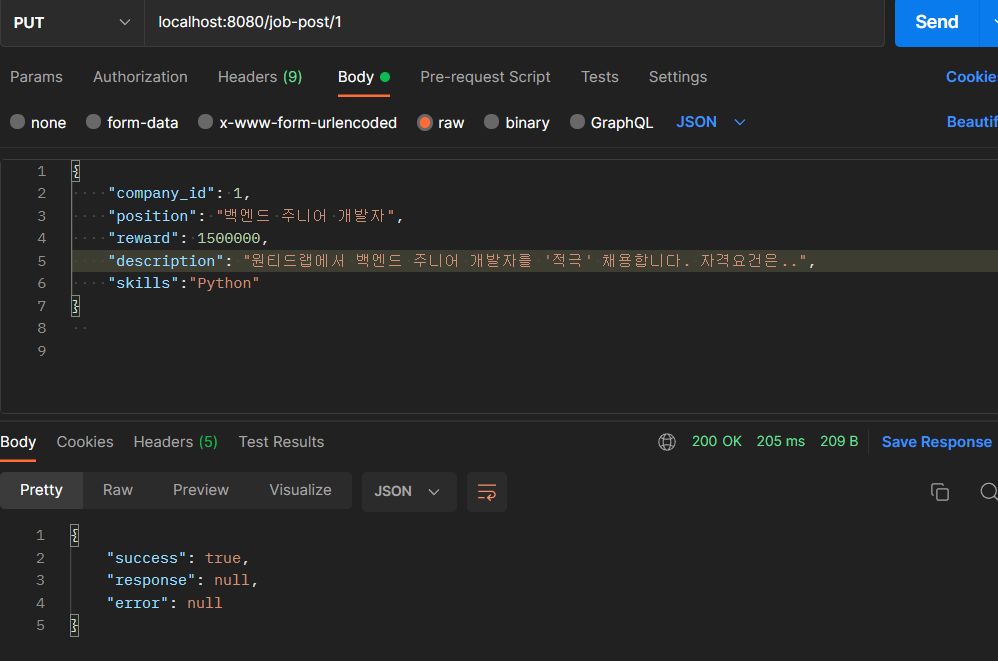 PUT localhost:8080/job-post/1 Send
Params Authorization Headers (9) Body Pre-request Script Tests Settings Cookie
none form-data x-www-form-urlencoded raw binary GraphQL JSON Beautif
1 {
2 "company_id": 1,
3 "position": "백엔드 주니어 개발자",
4 "reward": 1500000,
5 "description": "원티드랩에서 백엔드 주니어 개발자를 '적극' 채용합니다. 자격요건은..",
6 "skills":"Python"
7 }
8
9
Body Cookies Headers (5) Test Results 200 OK 205 ms 209 B Save Response
Pretty Raw Preview Visualize JSON
1 {
2 "success": true,
3 "response": null,
4 "error": null
5 }